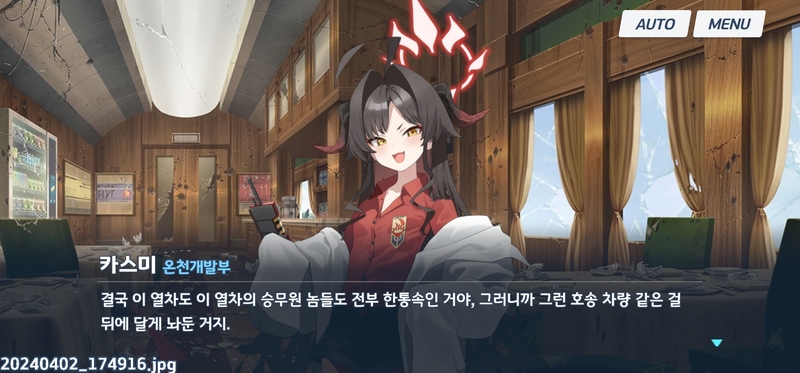 AUTO MENU
카스미 온천개발부
결국 이 열차도 이 열차의 승무원 놈들도 전부 한통속인 거야, 그러니까 그런 호송 차량 같은 걸
뒤에 달게 놔둔 거지.
20240402_174916.jpg